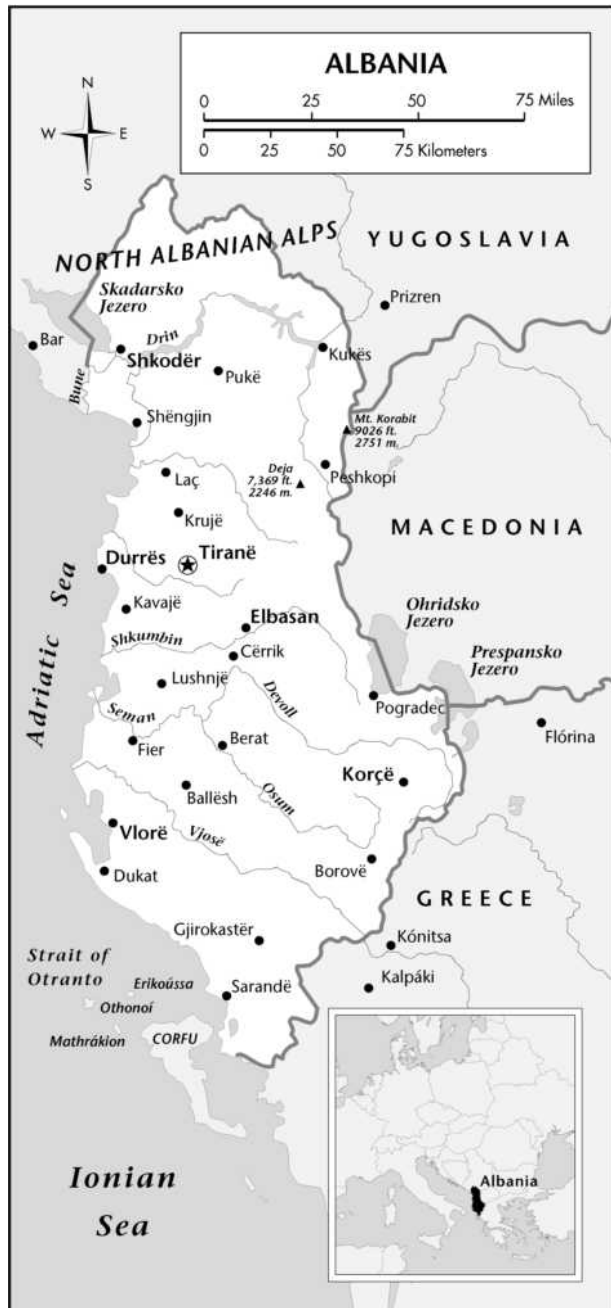 ALBANIA
0 25 50 75 Miles
0 25 50 75 Kilometers
N
W E
S
NORTH ALBANIAN ALPS
YUGOSLAVIA
Skadarsko
Jezero
Prizren
Bar
Drin
Shkodër
Kukës
Bune
Pukë
Shëngjin
Mt. Korabit
9026 ft.
2751 m.
Deja
7,369 ft.
2246 m.
Peshkopi
Laç
Krujë
MACEDONIA
Durrës
Tiranë
Adriatic Sea
Kavajë
Elbasan
Ohridsko
Jezero
Shkumbin
Cërrik
Prespansko
Jezero
Lushnjë
Devoll
Pogradec
Seman
Fier
Berat
Flórina
Korçë
Ballësh
Osum
Vlorë
Vjosë
Dukat
Borovë
GREECE
Gjirokastër
Kónitsa
Strait of
Otranto
Erikoússa
Sarandë
Kalpáki
Othonoí
Mathrákion
CORFU
Ionian
Sea
Albania